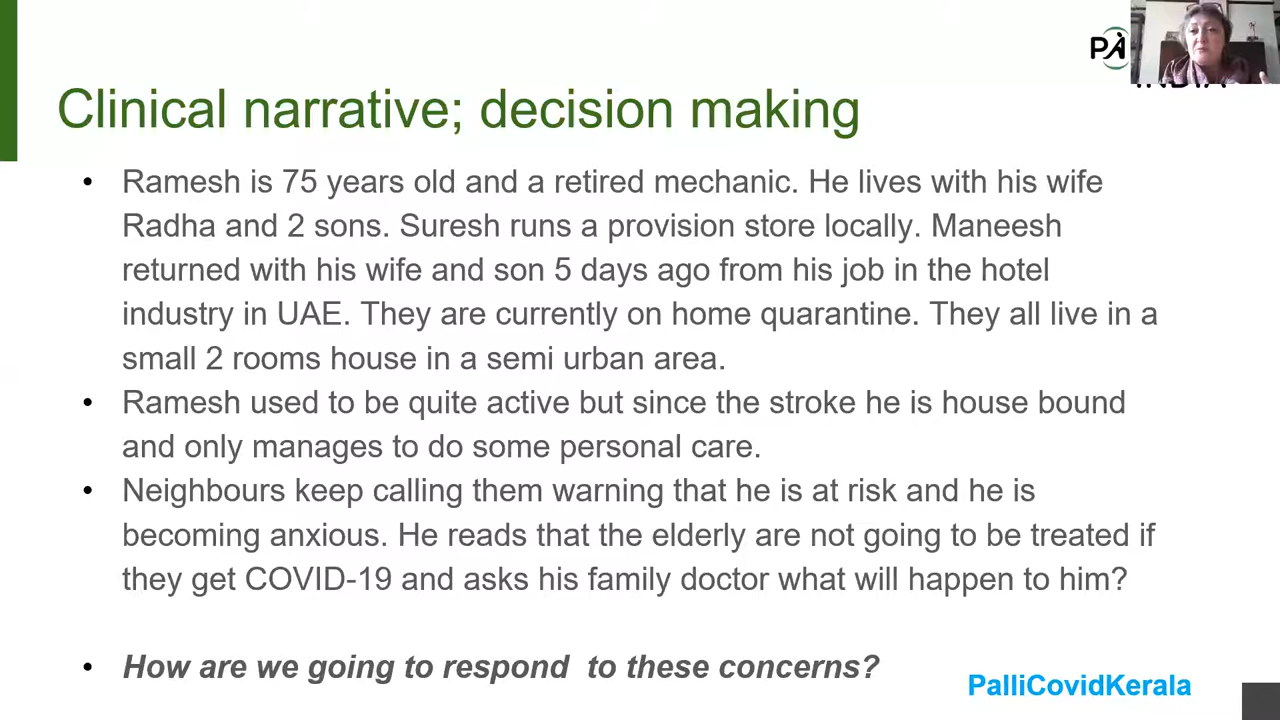 PA
INDIA
Clinical narrative; decision making
• Ramesh is 75 years old and a retired mechanic. He lives with his wife
Radha and 2 sons. Suresh runs a provision store locally. Maneesh
returned with his wife and son 5 days ago from his job in the hotel
industry in UAE. They are currently on home quarantine. They all live in a
small 2 rooms house in a semi urban area.
• Ramesh used to be quite active but since the stroke he is house bound
and only manages to do some personal care.
• Neighbours keep calling them warning that he is at risk and he is
becoming anxious. He reads that the elderly are not going to be treated if
they get COVID-19 and asks his family doctor what will happen to him?
• How are we going to respond  to these concerns?
PalliCovidKerala